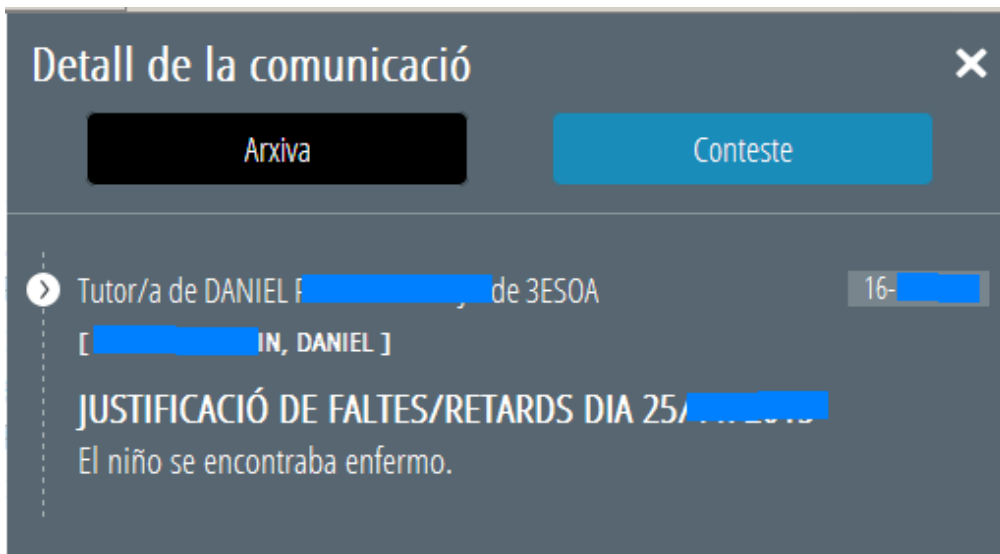 Detall de la comunicació
Arxiva Conteste
Tutor/a de DANIEL de 3ESOA 16-
[ IN, DANIEL ]
JUSTIFICACIÓ DE FALTES/RETARDS DIA 25/
El niño se encontraba enfermo.